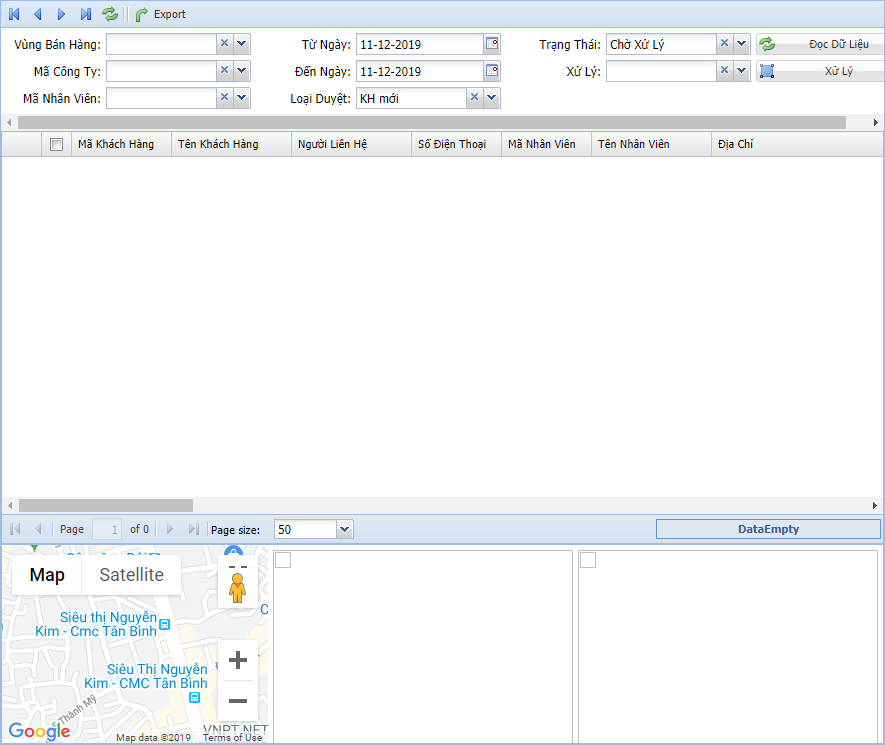 Export
Vùng Bán Hàng: Từ Ngày: 11-12-2019 Trạng Thái: Chờ Xử Lý Đọc Dữ Liệu
Mã Công Ty: Đến Ngày: 11-12-2019 Xử Lý: Xử Lý
Mã Nhân Viên: Loại Duyệt: KH mới
Mã Khách Hàng Tên Khách Hàng Người Liên Hệ Số Điện Thoại Mã Nhân Viên Tên Nhân Viên Địa Chỉ
Page 1 of 0 Page size: 50 DataEmpty
Map Satellite
Siêu thị Nguyễn
Kim - Cmc Tân Bình
Siêu Thị Nguyễn
Kim - CMC Tân Bình
Thành Mỹ
VNPT NET
Google Map data ©2019 Terms of Use